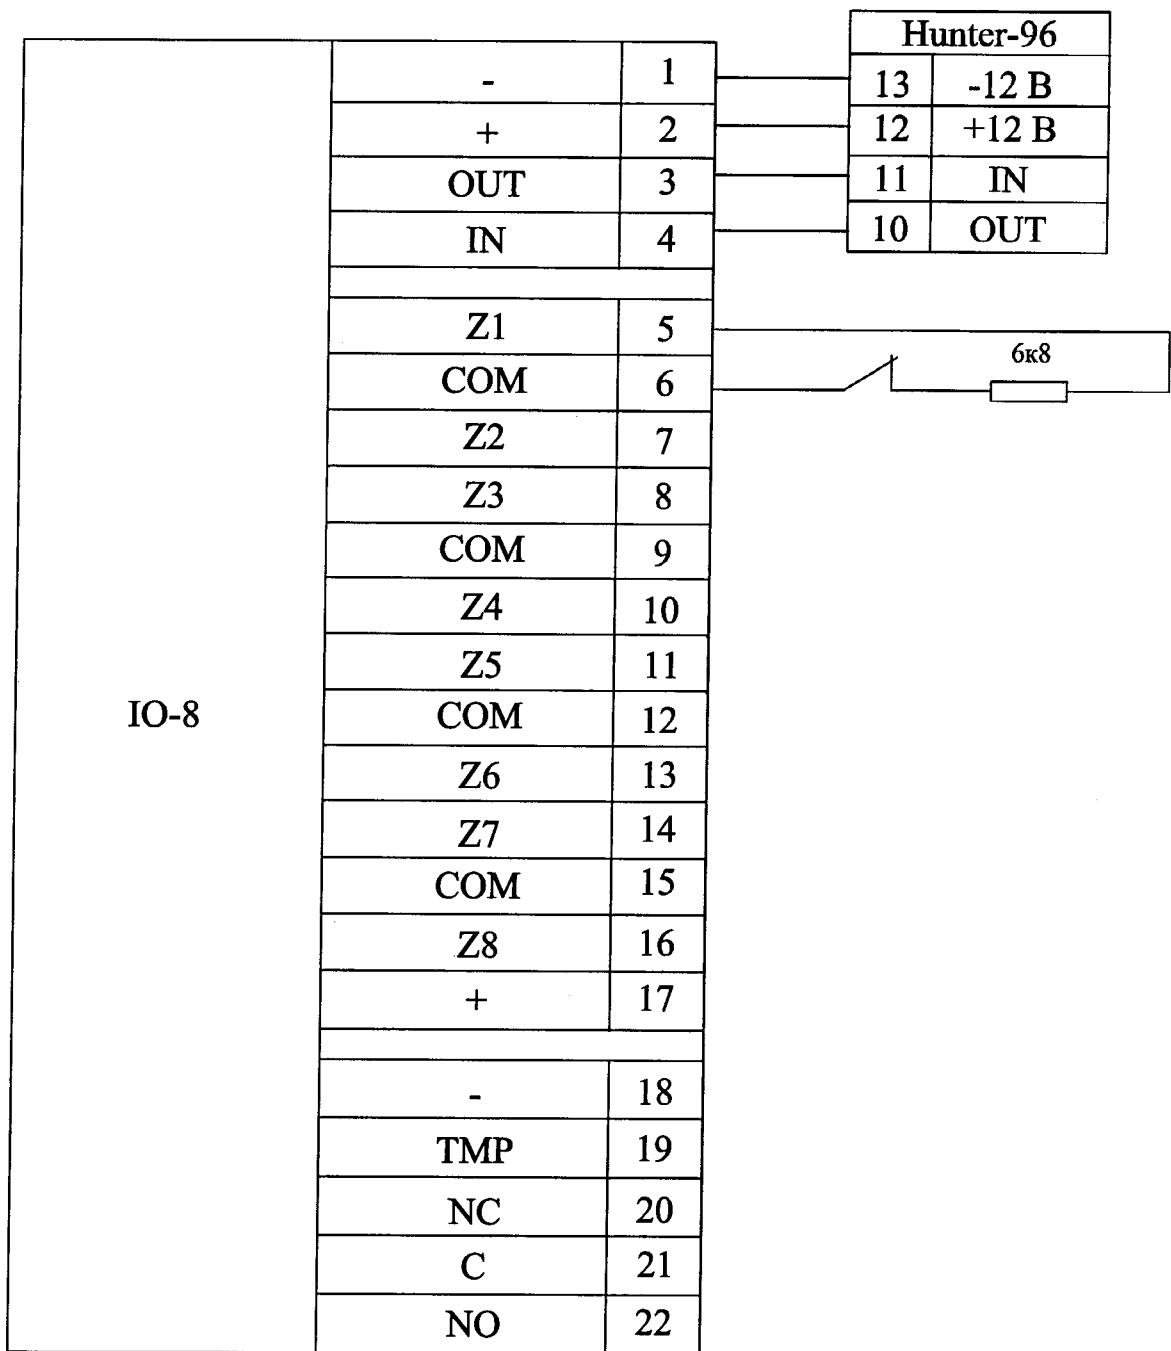 Hunter-96
- 1 13 -12 В
+ 2 12 +12 В
OUT 3 11 IN
IN 4 10 OUT
Z1 5
6к8
COM 6
Z2 7
Z3 8
COM 9
Z4 10
Z5 11
IO-8 COM 12
Z6 13
Z7 14
COM 15
Z8 16
+ 17
- 18
TMP 19
NC 20
C 21
NO 22